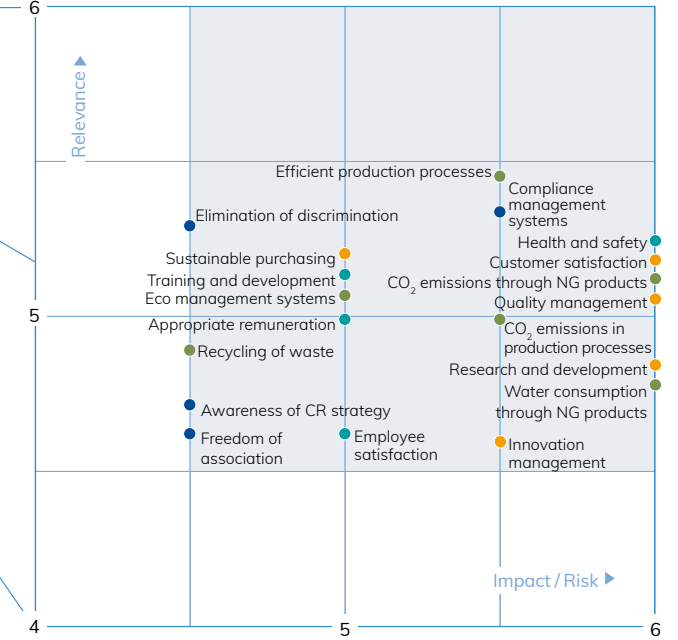 6
Relevance
Efficient production processes
Compliance
management
systems
Elimination of discrimination
Health and safety
Sustainable purchasing
Customer satisfaction
Training and development
CO2 emissions through NG products
Eco management systems
Quality management
5
Appropriate remuneration
CO2 emissions in
production processes
Recycling of waste
Research and development
Water consumption
through NG products
Awareness of CR strategy
Freedom of
association
Employee
satisfaction
Innovation
management
Impact / Risk
4
5
6